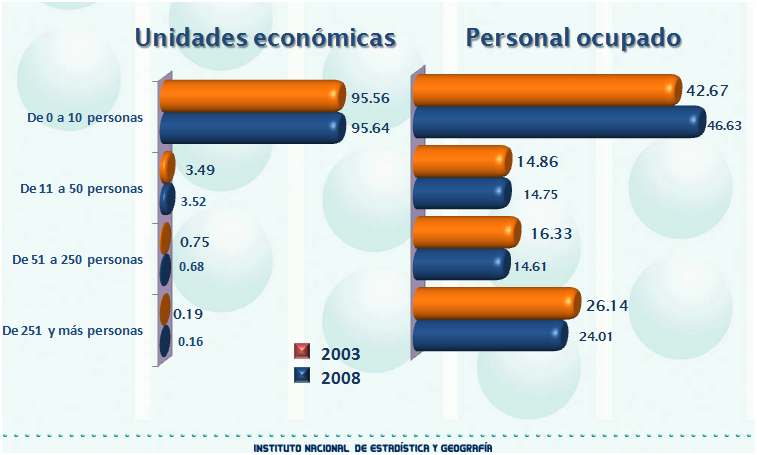 Unidades económicas
Personal ocupado
De 0 a 10 personas
95.56
95.64
42.67
46.63
De 11 a 50 personas
3.49
3.52
14.86
14.75
De 51 a 250 personas
0.75
0.68
16.33
14.61
De 251 y más personas
0.19
0.16
26.14
24.01
2003
2008
INSTITUTO NACIONAL DE ESTADÍSTICA Y GEOGRAFÍA